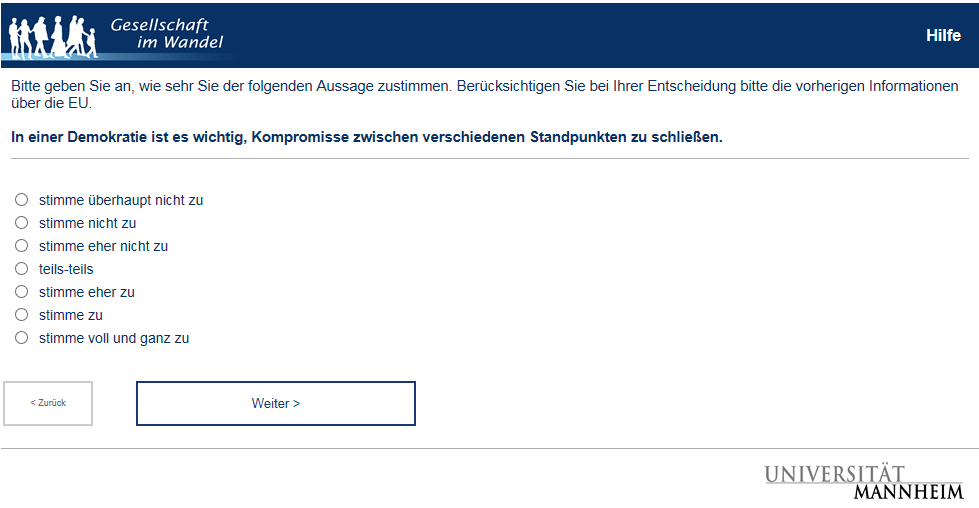 Gesellschaft
im Wandel
Hilfe
Bitte geben Sie an, wie sehr Sie der folgenden Aussage zustimmen. Berücksichtigen Sie bei Ihrer Entscheidung bitte die vorherigen Informationen
über die EU.
In einer Demokratie ist es wichtig, Kompromisse zwischen verschiedenen Standpunkten zu schließen.
stimme überhaupt nicht zu
stimme nicht zu
stimme eher nicht zu
teils-teils
stimme eher zu
stimme zu
stimme voll und ganz zu
< Zurück
Weiter >
UNIVERSITÄT
MANNHEIM